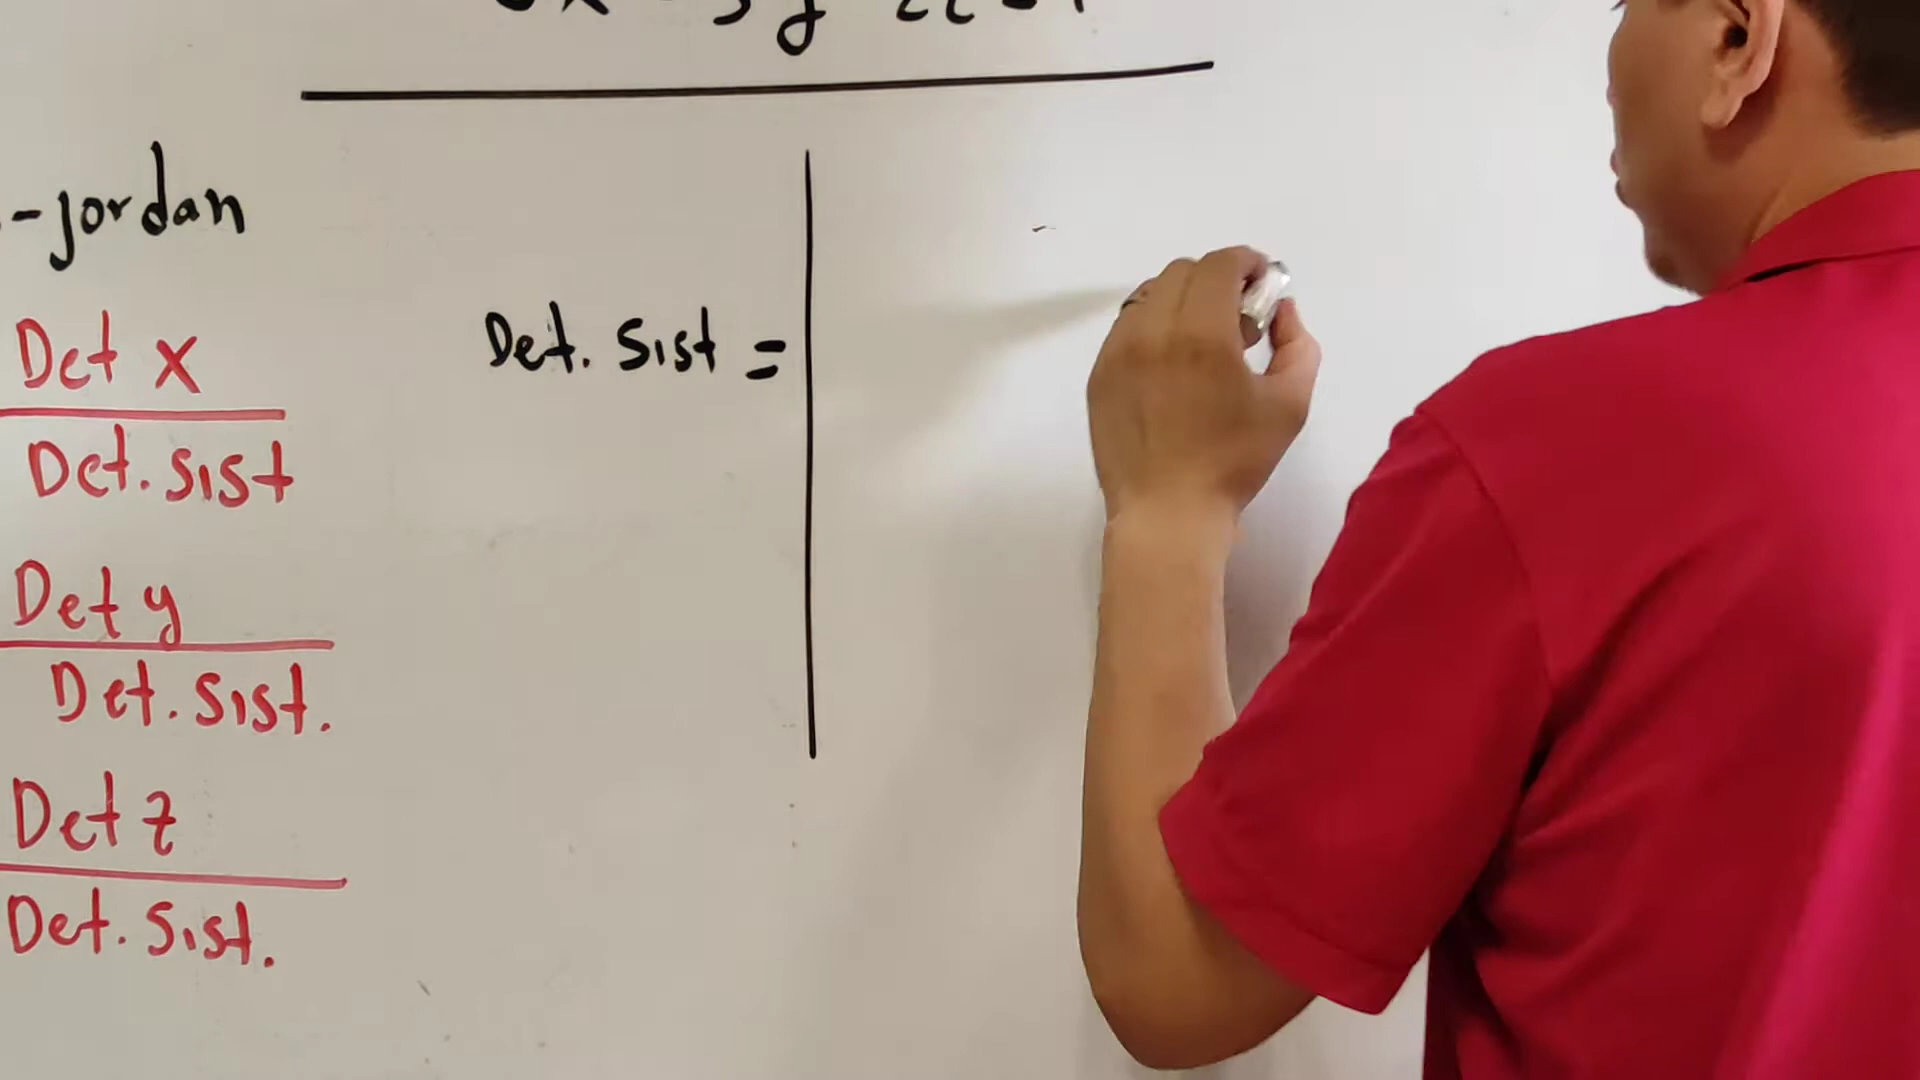 -jordan
Det x
Det. Sist
Det y
Det. Sist.
Det z
Det. Sist.
Det. Sist =